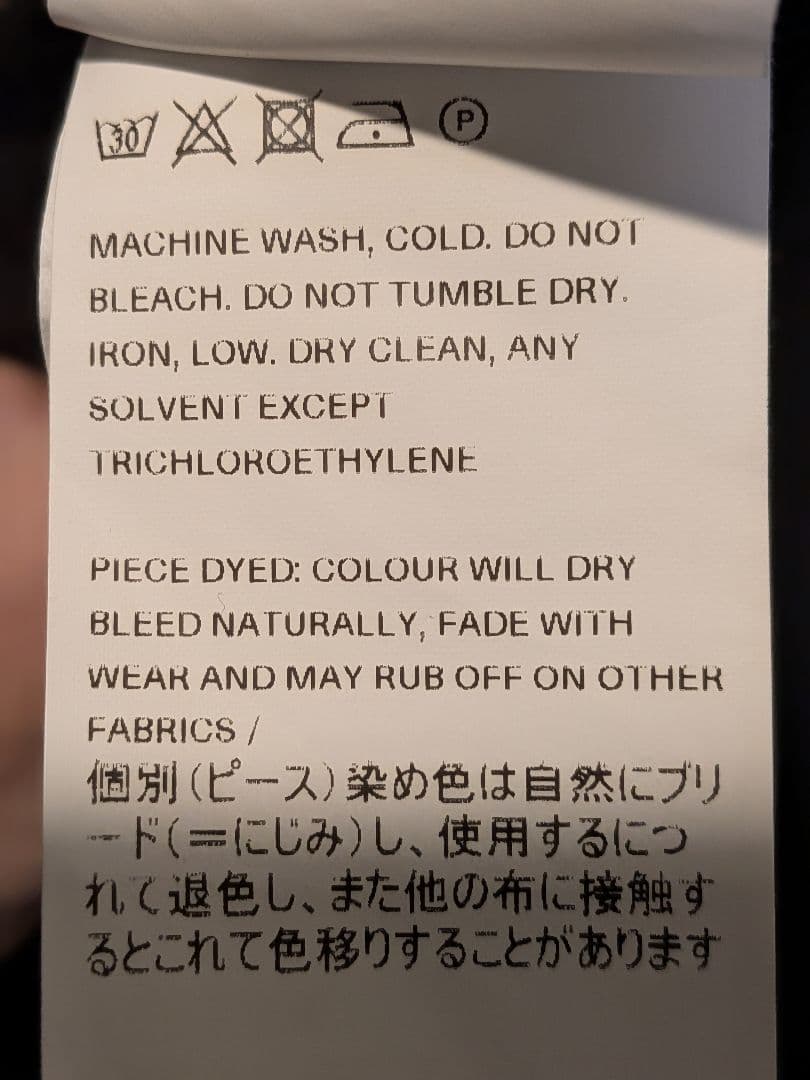 30 P
MACHINE WASH, COLD. DO NOT
BLEACH. DO NOT TUMBLE DRY.
IRON, LOW. DRY CLEAN, ANY
SOLVENT EXCEPT
TRICHLOROETHYLENE
PIECE DYED: COLOUR WILL DRY
BLEED NATURALLY, FADE WITH
WEAR AND MAY RUB OFF ON OTHER
FABRICS /
個別(ピース)染め色は自然にブリ
ード(=にじみ)し、使用するにつ
れて退色し、また他の布に接触す
るとこれて色移りすることがあります